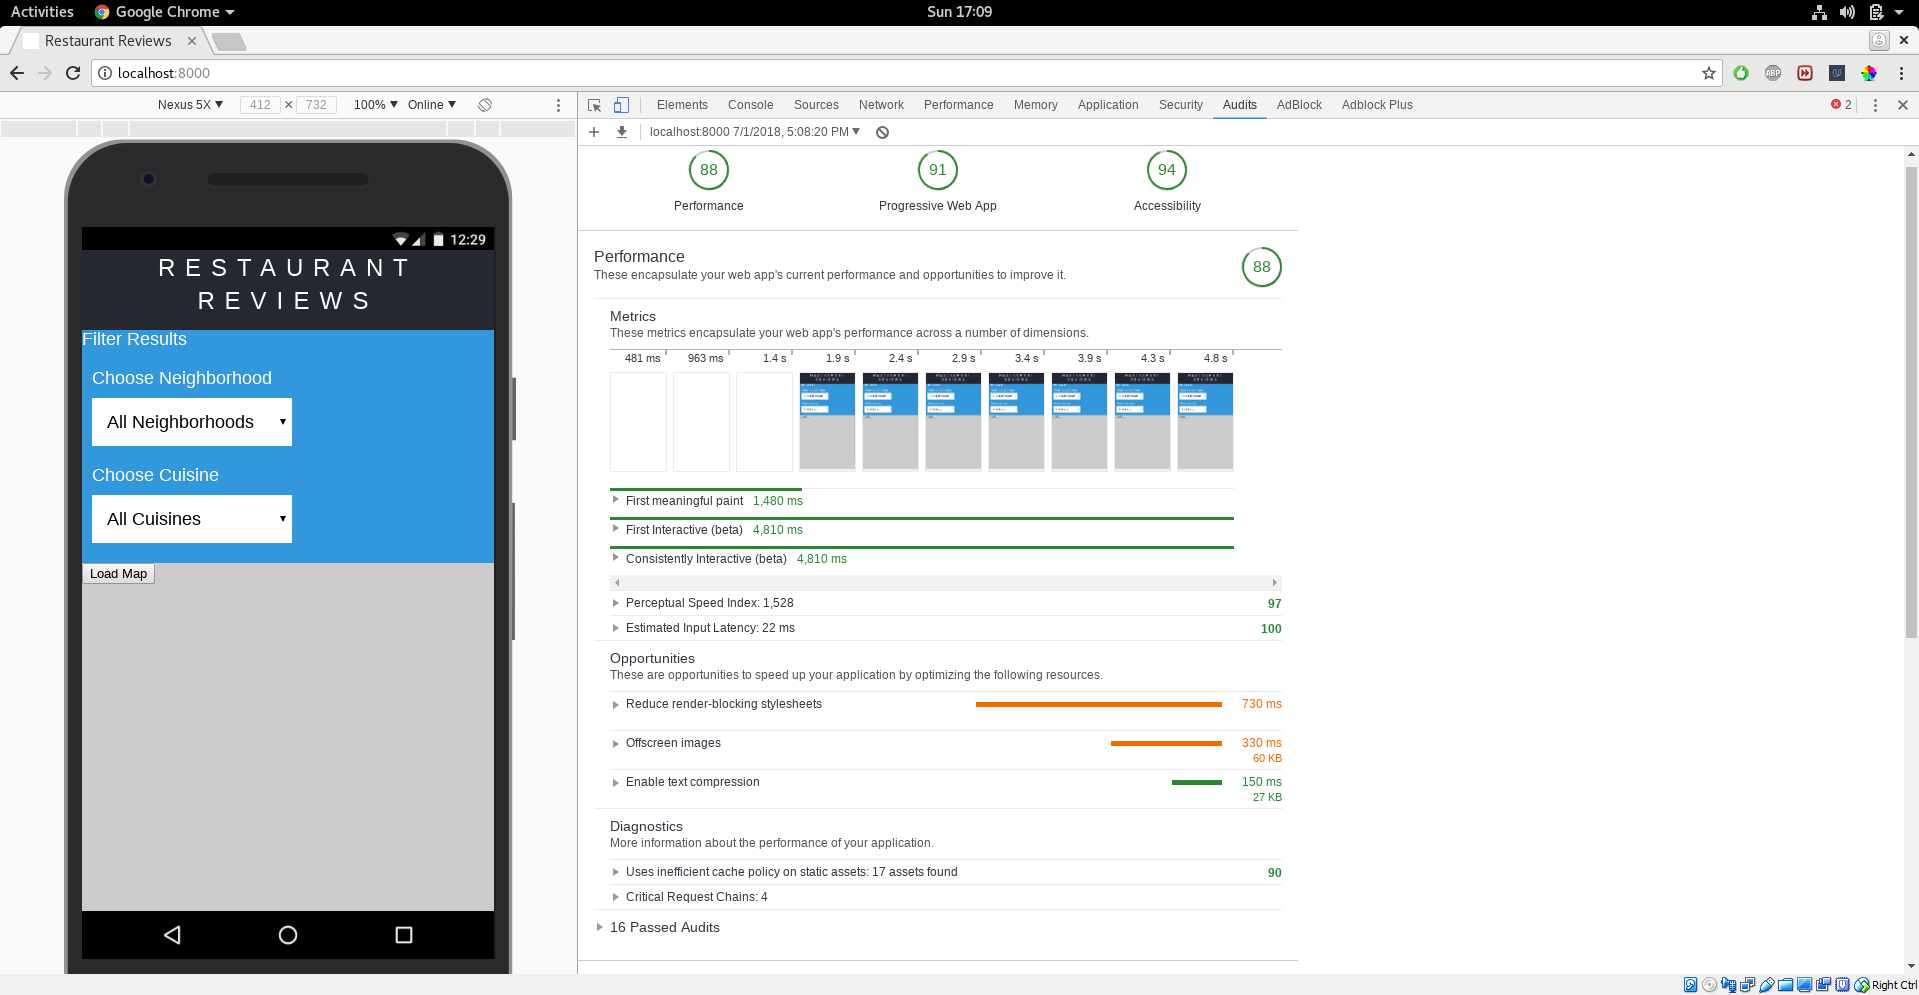 Activities Google Chrome Sun 17:09
Restaurant Reviews
localhost:8000
ABP
Nexus 5X 412 × 732 100% Online
Elements Console Sources Network Performance Memory Application Security Audits AdBlock Adblock Plus 2
localhost:8000 7/1/2018, 5:08:20 PM
12:29
RESTAURANT
REVIEWS
Filter Results
Choose Neighborhood
All Neighborhoods
Choose Cuisine
All Cuisines
Load Map
88 91 94
Performance Progressive Web App Accessibility
Performance
These encapsulate your web app's current performance and opportunities to improve it.
88
Metrics
These metrics encapsulate your web app's performance across a number of dimensions.
481 ms 963 ms 1.4 s 1.9 s 2.4 s 2.9 s 3.4 s 3.9 s 4.3 s 4.8 s
First meaningful paint 1,480 ms
First Interactive (beta) 4,810 ms
Consistently Interactive (beta) 4,810 ms
Perceptual Speed Index: 1,528 97
Estimated Input Latency: 22 ms 100
Opportunities
These are opportunities to speed up your application by optimizing the following resources.
Reduce render-blocking stylesheets 730 ms
Offscreen images 330 ms
60 KB
Enable text compression 150 ms
27 KB
Diagnostics
More information about the performance of your application.
Uses inefficient cache policy on static assets: 17 assets found 90
Critical Request Chains: 4
16 Passed Audits
Right Ctrl